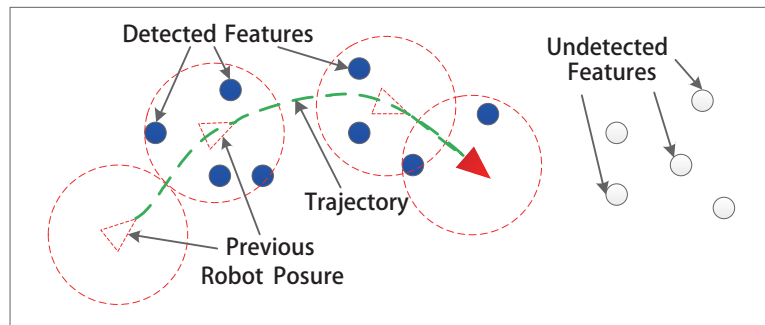 Detected Features
Undetected
Features
Trajectory
Previous
Robot Posure